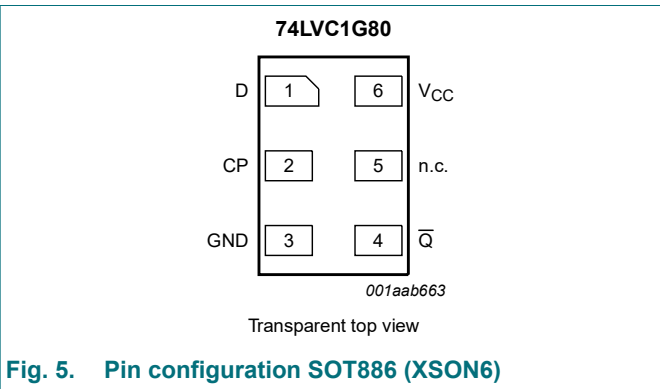 74LVC1G80
D 1 6 VCC
CP 2 5 n.c.
GND 3 4 Q̅
001aab663
Transparent top view
Fig. 5. Pin configuration SOT886 (XSON6)